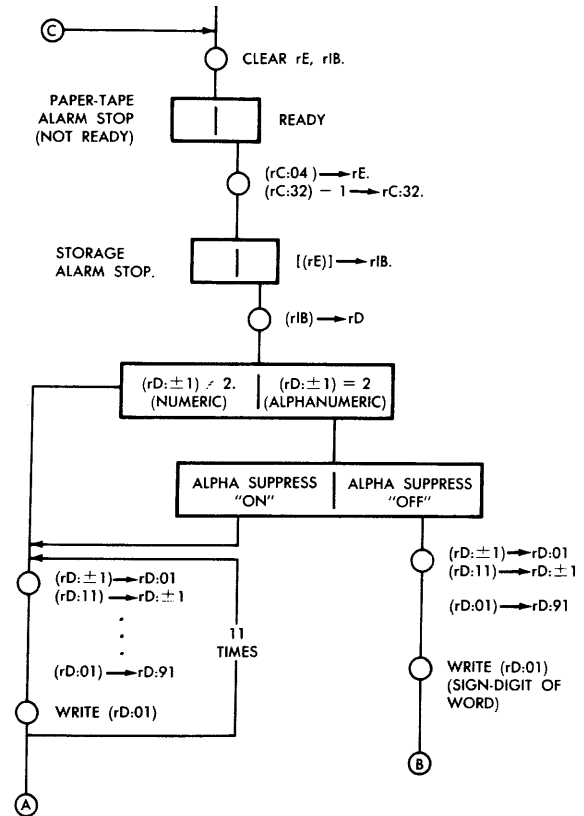 C
CLEAR rE, rIB.
PAPER-TAPE
ALARM STOP
(NOT READY)
READY
(rC:04) → rE.
(rC:32) − 1 → rC:32.
STORAGE
ALARM STOP.
[(rE)] → rIB.
(rIB) → rD
(rD:±1) ≠ 2.
(NUMERIC)
(rD:±1) = 2
(ALPHANUMERIC)
ALPHA SUPPRESS
"ON"
ALPHA SUPPRESS
"OFF"
(rD:±1) → rD:01
(rD:11) → rD:±1
(rD:01) → rD:91
11
TIMES
WRITE (rD:01)
A
(rD:±1) → rD:01
(rD:11) → rD:±1
(rD:01) → rD:91
WRITE (rD:01)
(SIGN-DIGIT OF
WORD)
B